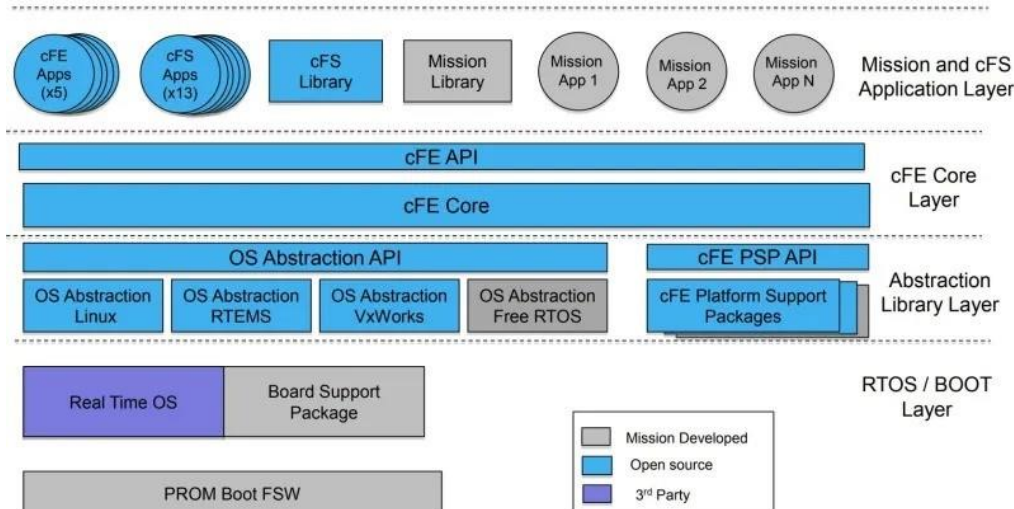 cFE
Apps
(x5)
cFS
Apps
(x13)
cFS
Library
Mission
Library
Mission
App 1
Mission
App 2
Mission
App N
Mission and cFS
Application Layer
cFE API
cFE Core
cFE Core
Layer
OS Abstraction API
cFE PSP API
OS Abstraction
Linux
OS Abstraction
RTEMS
OS Abstraction
VxWorks
OS Abstraction
Free RTOS
cFE Platform Support
Packages
Abstraction
Library Layer
Real Time OS
Board Support
Package
RTOS / BOOT
Layer
PROM Boot FSW
Mission Developed
Open source
3rd Party